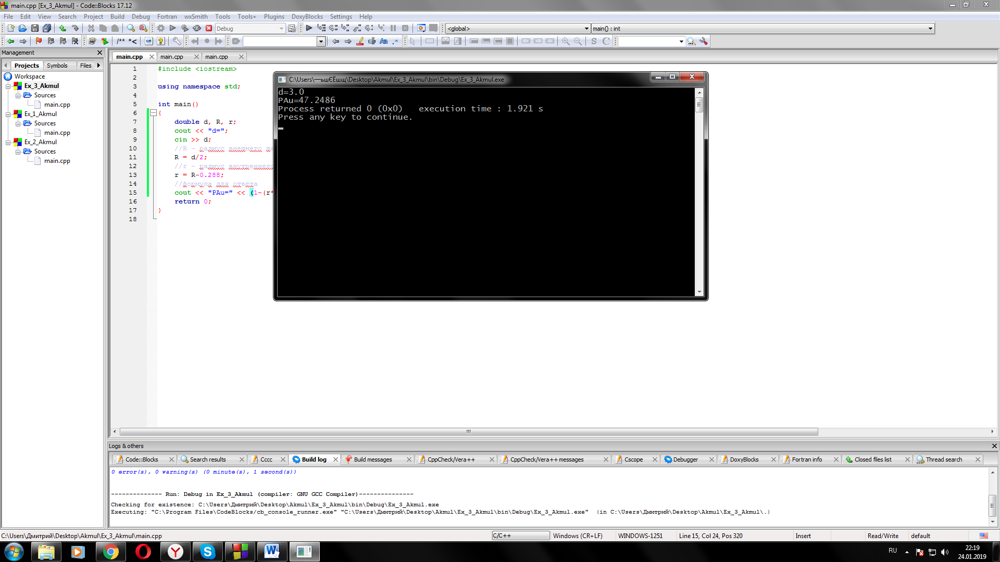 main.cpp [Ex_3_Akmul] - Code::Blocks 17.12
File Edit View Search Project Build Debug Fortran wxSmith Tools Tools+ Plugins DoxyBlocks Settings Help
Debug <global> main() : int
/** *<
Management
Projects Symbols Files
main.cpp main.cpp main.cpp
Workspace
Ex_3_Akmul
Sources
main.cpp
Ex_1_Akmul
Sources
main.cpp
Ex_2_Akmul
Sources
main.cpp
1 #include <iostream>
2
3 using namespace std;
4
5 int main()
6 {
7 double d, R, r;
8 cout << "d=";
9 cin >> d;
10 //R - радиус внешнего ша
11 R = d/2;
12 //r - радиус внутреннего
13 r = R-0.288;
14 //формула для ответа
15 cout << "PAu=" << (1-(r*
16 return 0;
17 }
18
C:\Users\—ьшЄЁшщ\Desktop\Akmul\Ex_3_Akmul\bin\Debug\Ex_3_Akmul.exe
d=3.0
PAu=47.2486
Process returned 0 (0x0) execution time : 1.921 s
Press any key to continue.
Logs & others
Code::Blocks Search results Cccc Build log Build messages CppCheck/Vera++ CppCheck/Vera++ messages Cscope Debugger DoxyBlocks Fortran info Closed files list Thread search
0 error(s), 0 warning(s) (0 minute(s), 1 second(s))
-------------- Run: Debug in Ex_3_Akmul (compiler: GNU GCC Compiler)---------------
Checking for existence: C:\Users\Дмитрий\Desktop\Akmul\Ex_3_Akmul\bin\Debug\Ex_3_Akmul.exe
Executing: "C:\Program Files\CodeBlocks/cb_console_runner.exe" "C:\Users\Дмитрий\Desktop\Akmul\Ex_3_Akmul\bin\Debug\Ex_3_Akmul.exe" (in C:\Users\Дмитрий\Desktop\Akmul\Ex_3_Akmul\.)
C:\Users\Дмитрий\Desktop\Akmul\Ex_3_Akmul\main.cpp C/C++ Windows (CR+LF) WINDOWS-1251 Line 15, Col 24, Pos 320 Insert Read/Write default
RU 22:19
24.01.2019